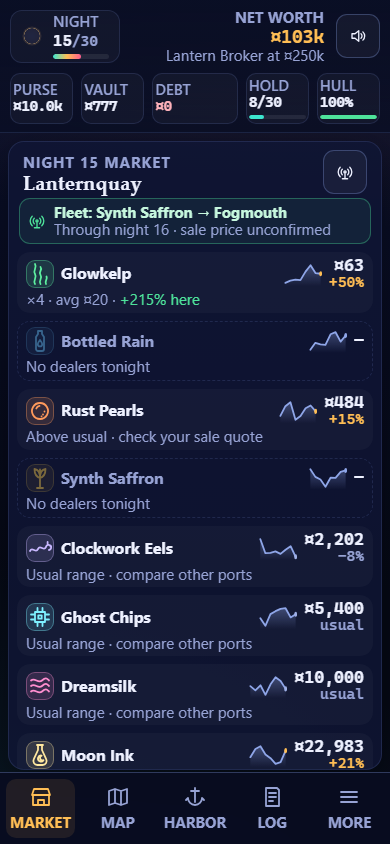 NIGHT
15/30
NET WORTH
¤103k
Lantern Broker at ¤250k
PURSE
¤10.0k
VAULT
¤777
DEBT
¤0
HOLD
8/30
HULL
100%
NIGHT 15 MARKET
Lanternquay
Fleet: Synth Saffron → Fogmouth
Through night 16 · sale price unconfirmed
Glowkelp
¤63
+50%
×4 · avg ¤20 · +215% here
Bottled Rain
—
No dealers tonight
Rust Pearls
¤484
+15%
Above usual · check your sale quote
Synth Saffron
—
No dealers tonight
Clockwork Eels
¤2,202
−8%
Usual range · compare other ports
Ghost Chips
¤5,400
usual
Usual range · compare other ports
Dreamsilk
¤10,000
usual
Usual range · compare other ports
Moon Ink
¤22,983
+21%
MARKET
MAP
HARBOR
LOG
MORE